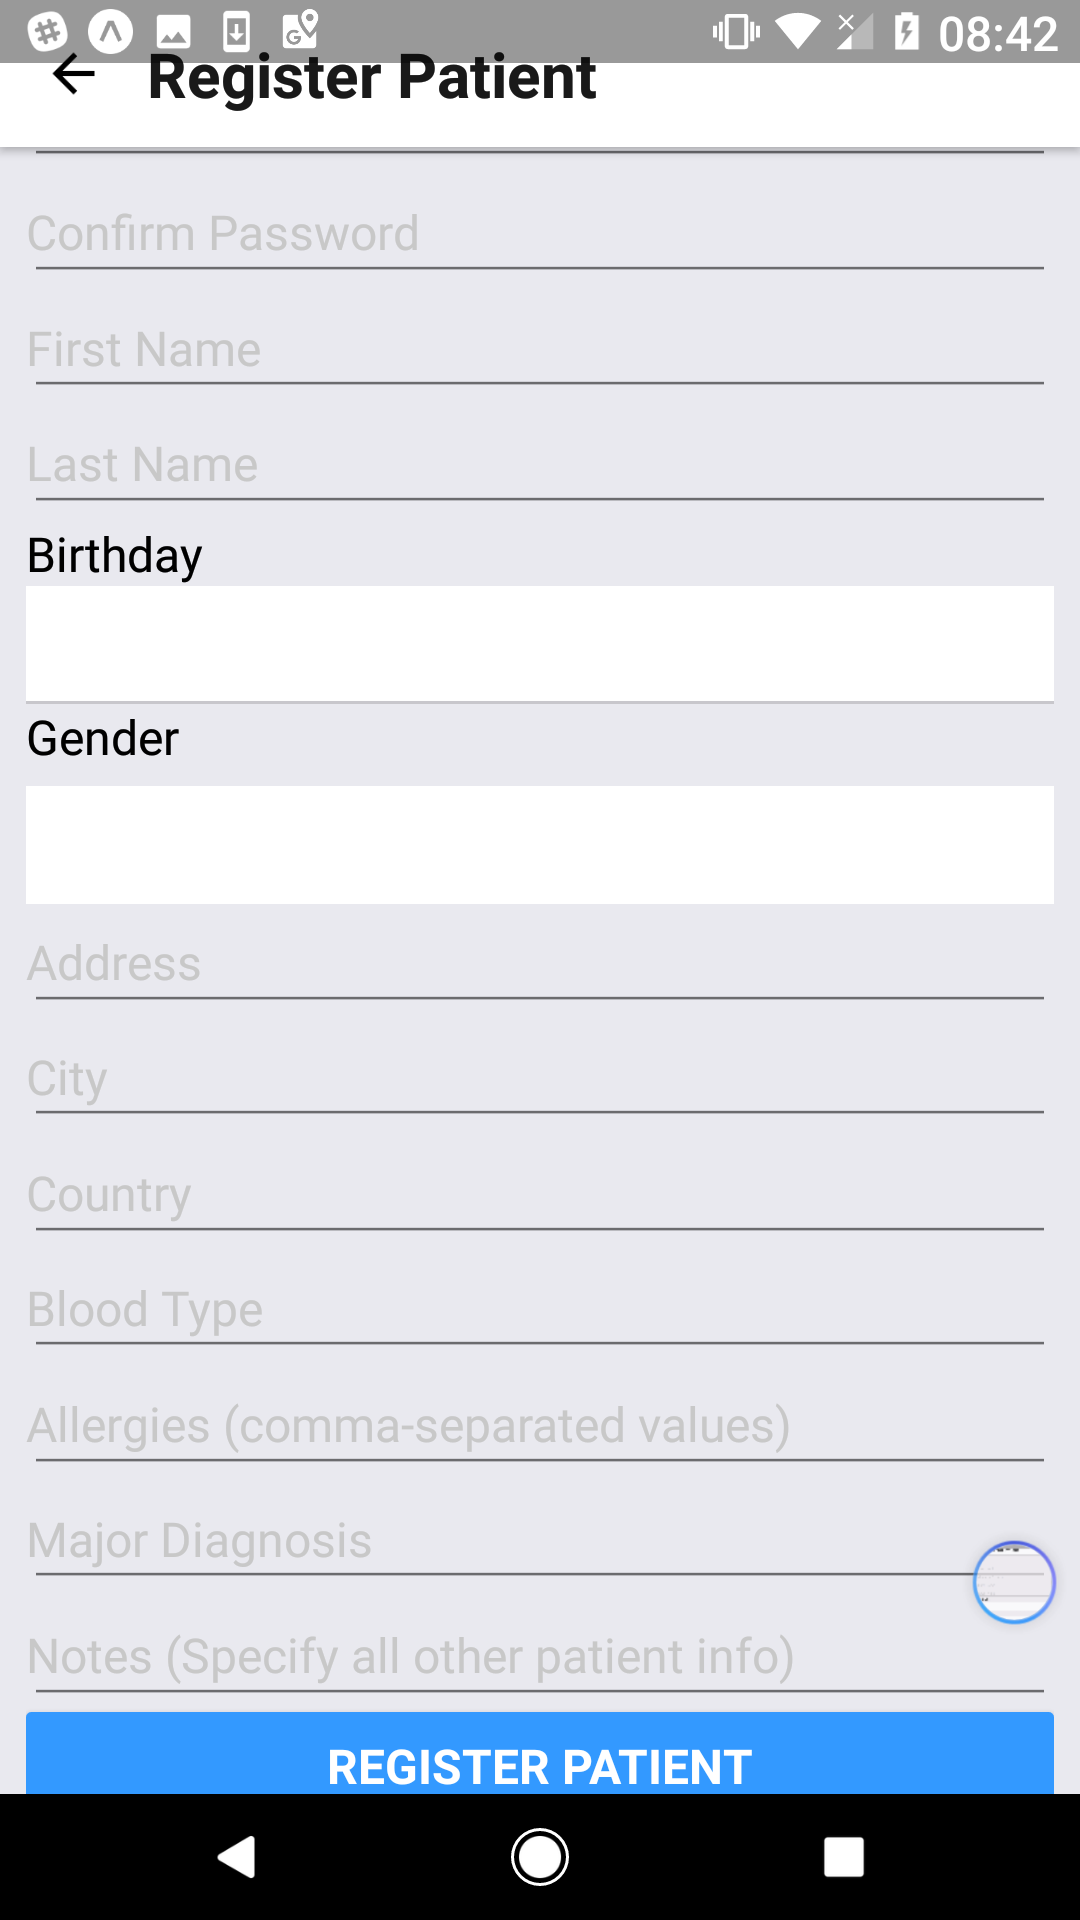 08:42
Register Patient
Confirm Password
First Name
Last Name
Birthday
Gender
Address
City
Country
Blood Type
Allergies (comma-separated values)
Major Diagnosis
Notes (Specify all other patient info)
REGISTER PATIENT